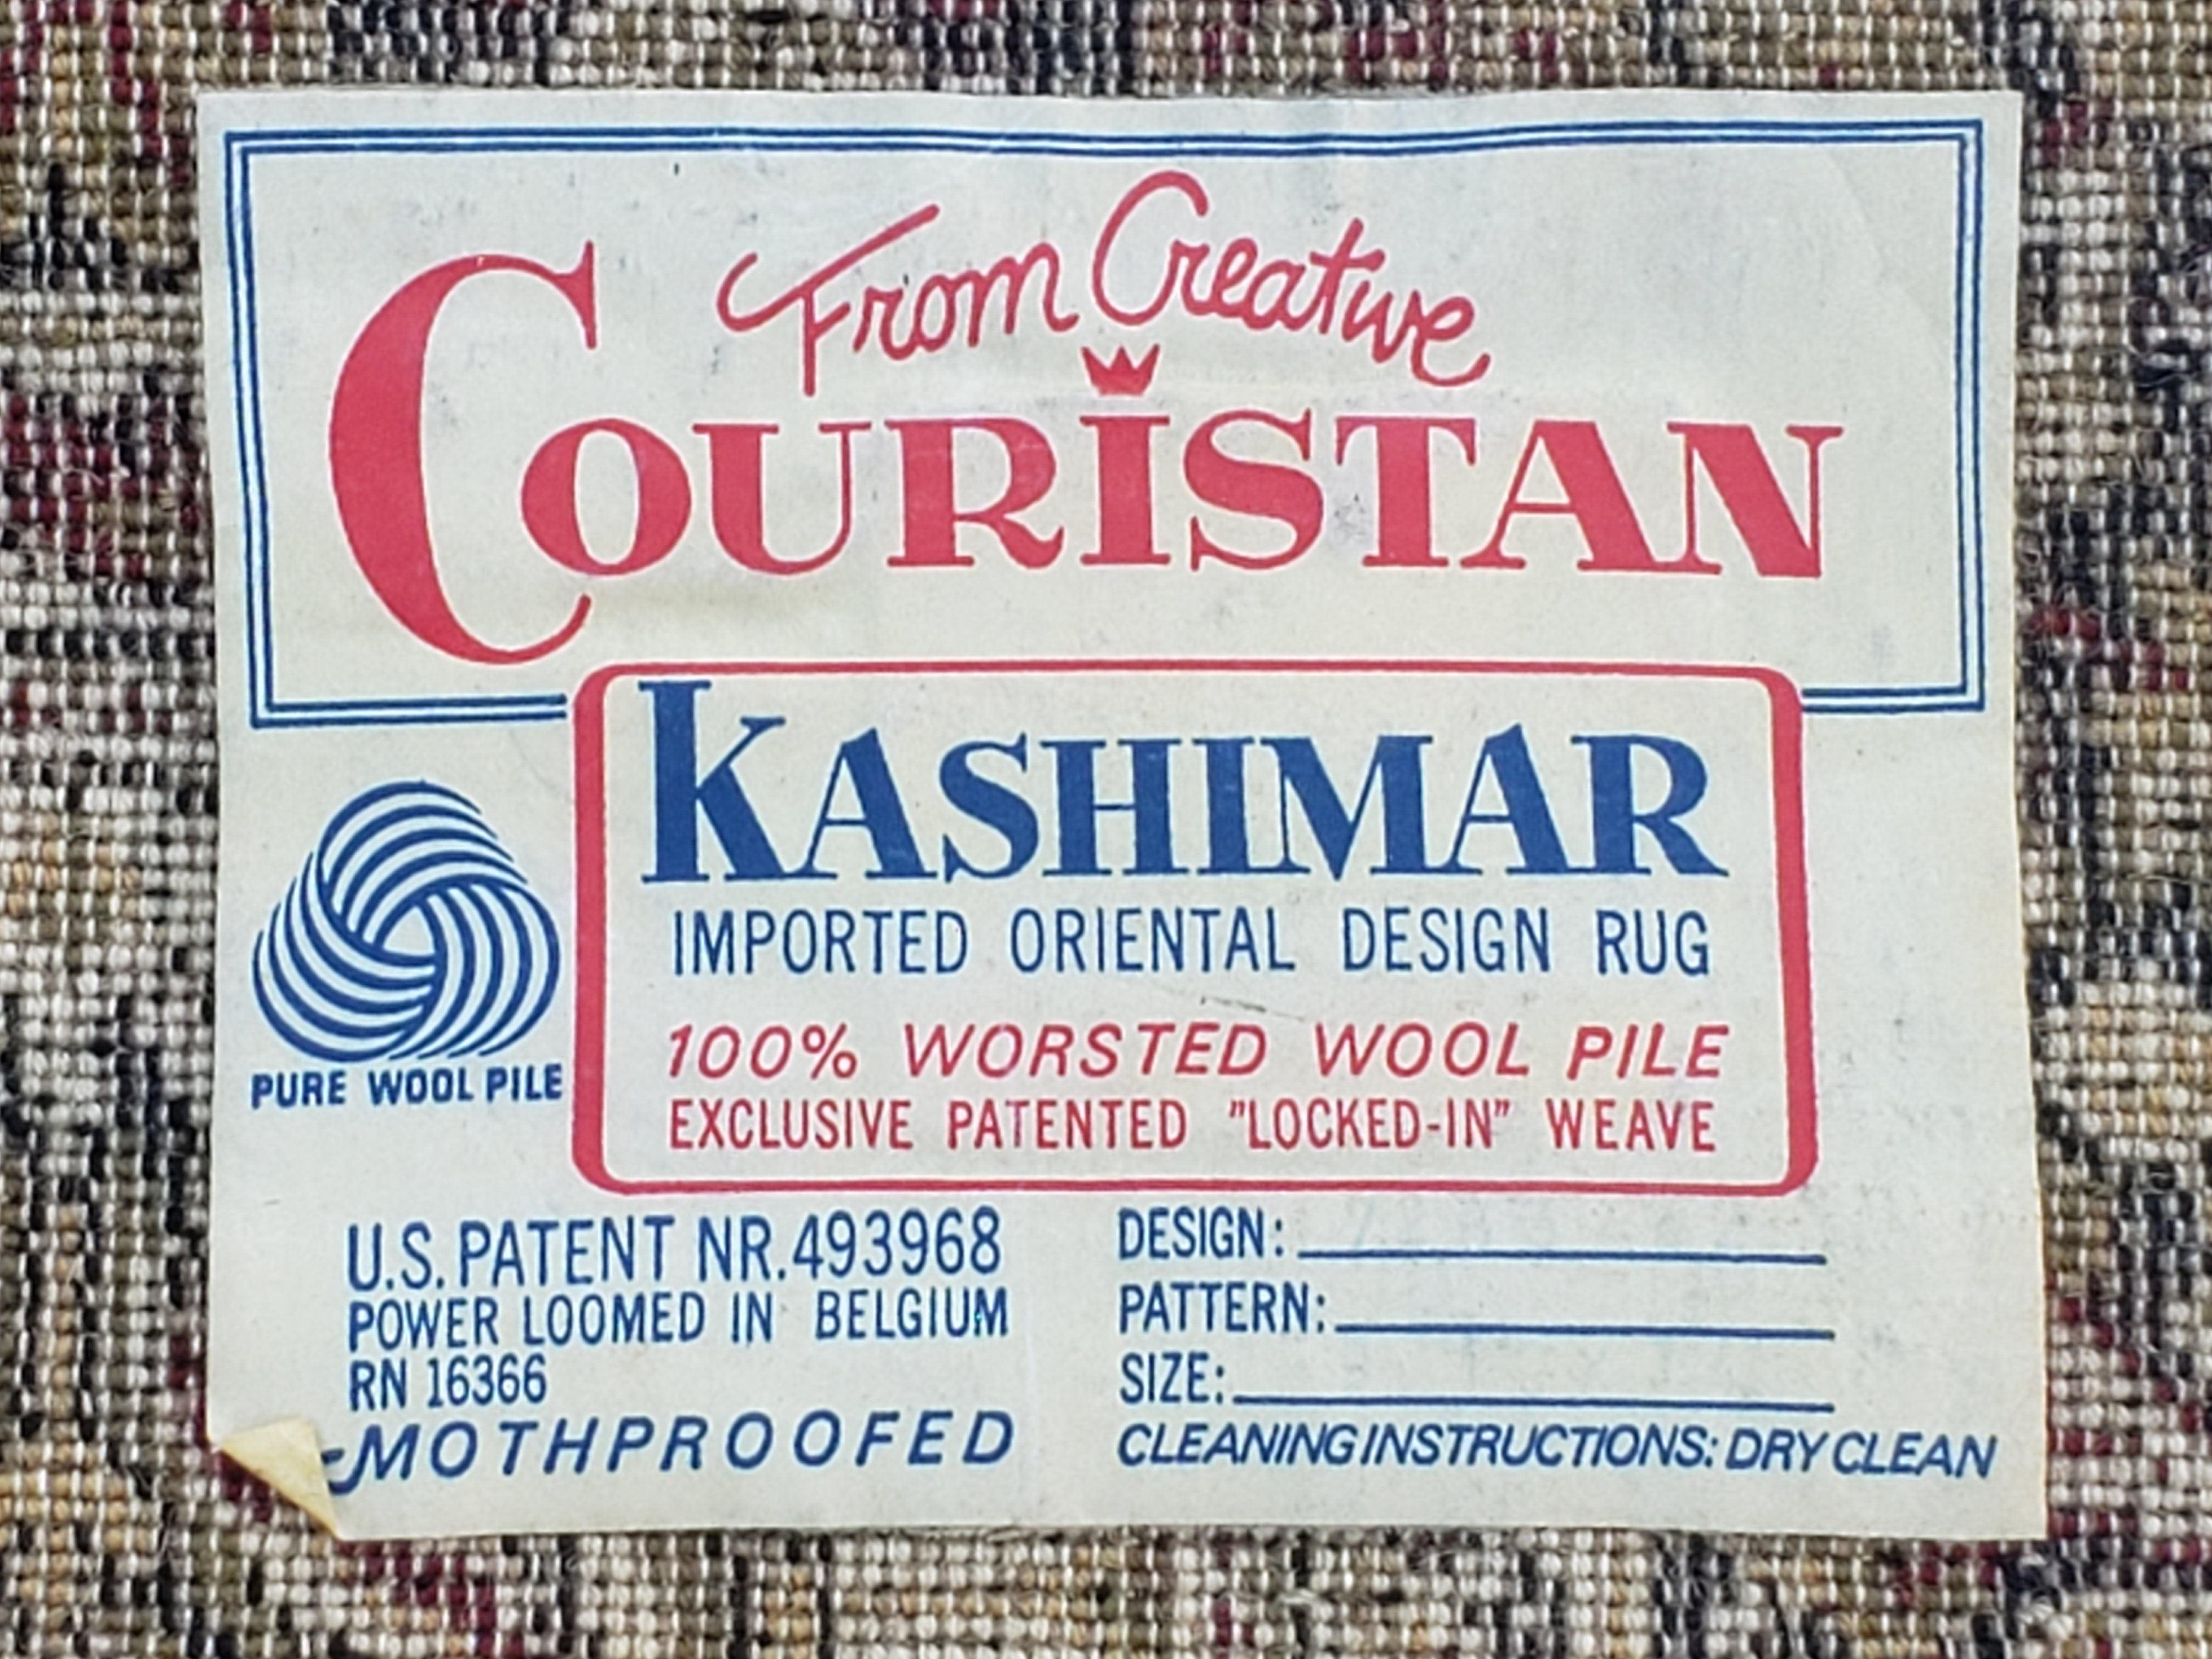 From Creative
COURISTAN
KASHIMAR
IMPORTED ORIENTAL DESIGN RUG
100% WORSTED WOOL PILE
EXCLUSIVE PATENTED "LOCKED-IN" WEAVE
PURE WOOL PILE
U.S. PATENT NR. 493968
POWER LOOMED IN BELGIUM
RN 16366
MOTHPROOFED
DESIGN:
PATTERN:
SIZE:
CLEANING INSTRUCTIONS: DRY CLEAN